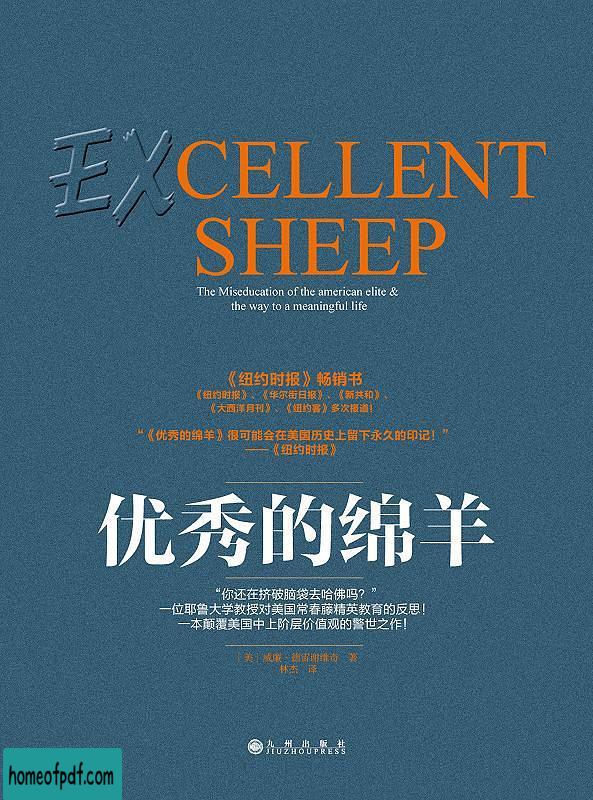 EXCELLENT
SHEEP
The Miseducation of the american elite &
the way to a meaningful life
《纽约时报》畅销书
《纽约时报》、《华尔街日报》、《新共和》、
《大西洋月刊》、《纽约客》多次报道！
“《优秀的绵羊》很可能会在美国历史上留下永久的印记！”
——《纽约时报》
优秀的绵羊
“你还在挤破脑袋去哈佛吗？”
一位耶鲁大学教授对美国常春藤精英教育的反思！
一本颠覆美国中上阶层价值观的警世之作！
［美］威廉·德雷谢维奇 著
林杰 译
九州出版社
JIUZHOUPRESS
homeofpdf.com